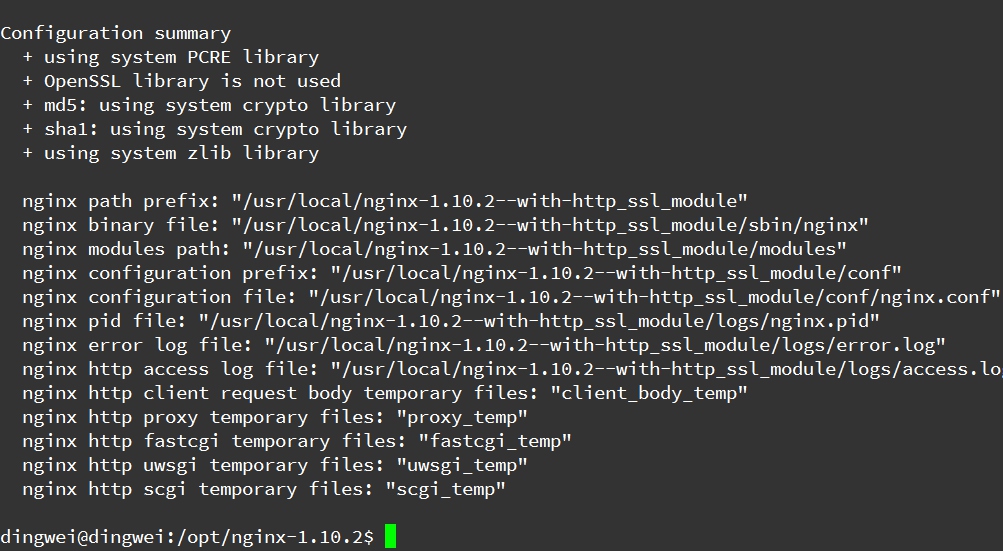 Configuration summary
+ using system PCRE library
+ OpenSSL library is not used
+ md5: using system crypto library
+ sha1: using system crypto library
+ using system zlib library
nginx path prefix: "/usr/local/nginx-1.10.2--with-http_ssl_module"
nginx binary file: "/usr/local/nginx-1.10.2--with-http_ssl_module/sbin/nginx"
nginx modules path: "/usr/local/nginx-1.10.2--with-http_ssl_module/modules"
nginx configuration prefix: "/usr/local/nginx-1.10.2--with-http_ssl_module/conf"
nginx configuration file: "/usr/local/nginx-1.10.2--with-http_ssl_module/conf/nginx.conf"
nginx pid file: "/usr/local/nginx-1.10.2--with-http_ssl_module/logs/nginx.pid"
nginx error log file: "/usr/local/nginx-1.10.2--with-http_ssl_module/logs/error.log"
nginx http access log file: "/usr/local/nginx-1.10.2--with-http_ssl_module/logs/access.log
nginx http client request body temporary files: "client_body_temp"
nginx http proxy temporary files: "proxy_temp"
nginx http fastcgi temporary files: "fastcgi_temp"
nginx http uwsgi temporary files: "uwsgi_temp"
nginx http scgi temporary files: "scgi_temp"
dingwei@dingwei:/opt/nginx-1.10.2$